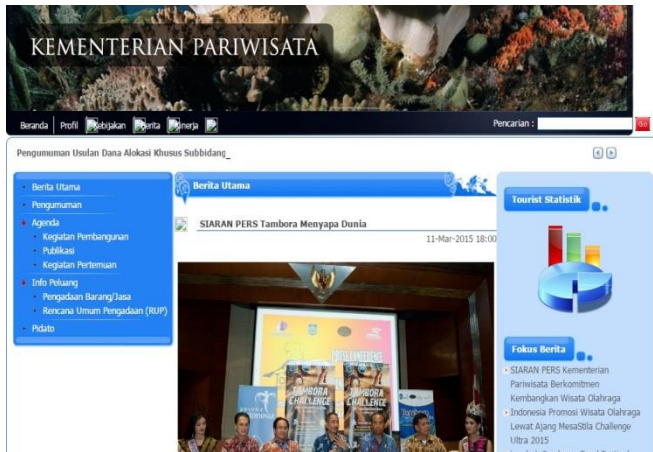 KEMENTERIAN PARIWISATA
Beranda Profil Kebijakan Berita Kinerja
Pencarian : Go
Pengumuman Usulan Dana Alokasi Khusus Subbidang_
Berita Utama
Pengumuman
Agenda
Kegiatan Pembangunan
Publikasi
Kegiatan Pertemuan
Info Peluang
Pengadaan Barang/Jasa
Rencana Umum Pengadaan (RUP)
Pidato
Berita Utama
SIARAN PERS Tambora Menyapa Dunia
11-Mar-2015 18:00
PRESS CONFERENCE
TAMBORA
CHALLENGE
TAMBORA
CHALLENGE
Tourist Statistik
Fokus Berita
SIARAN PERS Kementerian
Pariwisata Berkomitmen
Kembangkan Wisata Olahraga
Indonesia Promosi Wisata Olahraga
Lewat Ajang MesaStila Challenge
Ultra 2015